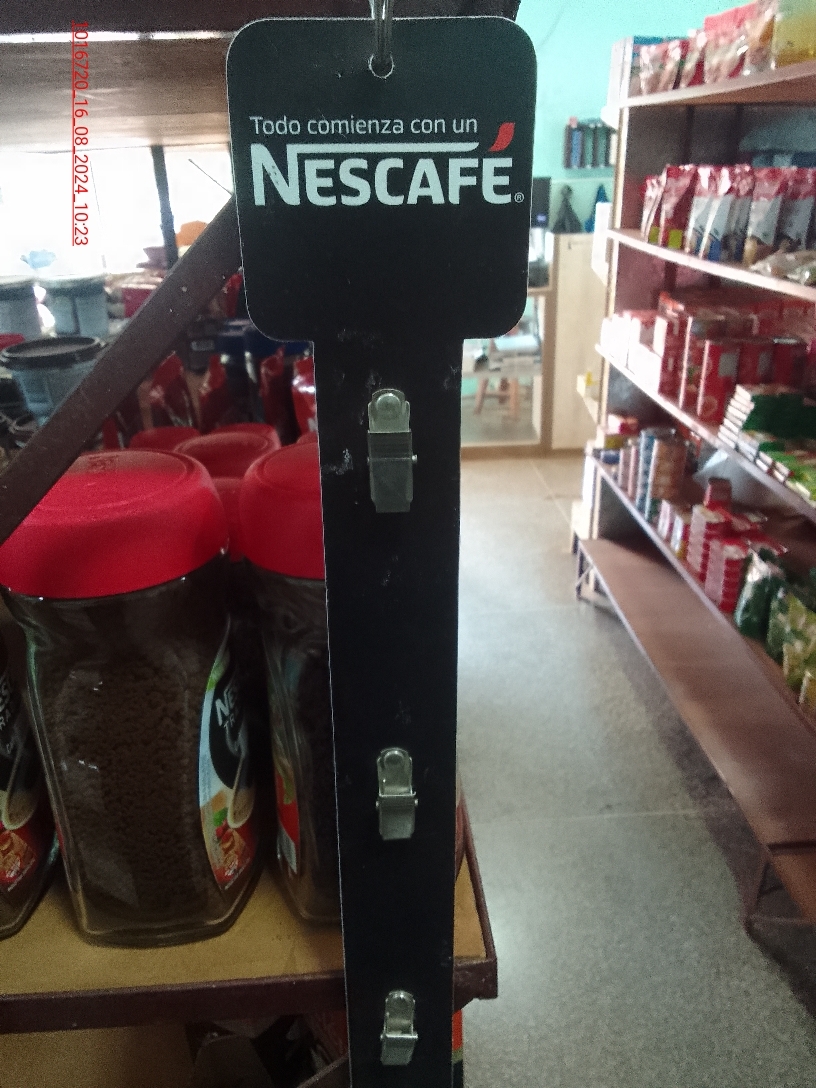 1016720_16_08_2024_10:23
Todo comienza con un
NESCAFÉ®